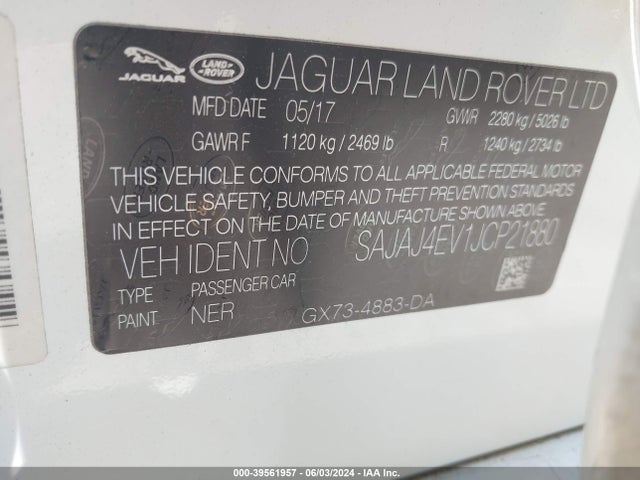 JAGUAR LAND ROVER JAGUAR LAND ROVER LTD
MFD DATE 05/17 GVWR 2280 kg / 5026 lb
GAWR F 1120 kg / 2469 lb R 1240 kg / 2734 lb
THIS VEHICLE CONFORMS TO ALL APPLICABLE FEDERAL MOTOR
VEHICLE SAFETY, BUMPER AND THEFT PREVENTION STANDARDS
IN EFFECT ON THE DATE OF MANUFACTURE SHOWN ABOVE
VEH IDENT NO SAJAJ4EV1JCP21880
TYPE PASSENGER CAR
PAINT NER GX73-4883-DA
000-39561957 - 06/03/2024 - IAAI.COM